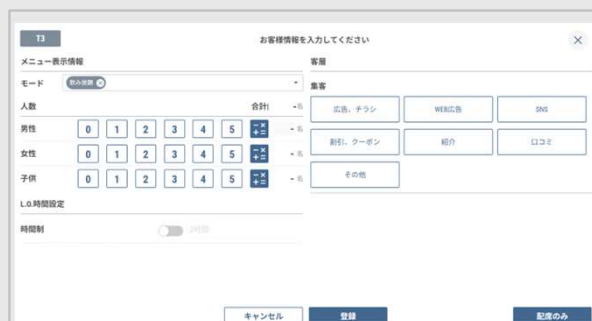 T3
お客様情報を入力してください
メニュー表示情報
モード
飲み放題
人数
合計
- 名
男性
0 1 2 3 4 5
- 名
女性
0 1 2 3 4 5
- 名
子供
0 1 2 3 4 5
- 名
L.O.時間設定
時間制
2時間
客層
集客
広告、チラシ
WEB広告
SNS
割引、クーポン
紹介
口コミ
その他
キャンセル
登録
配席のみ